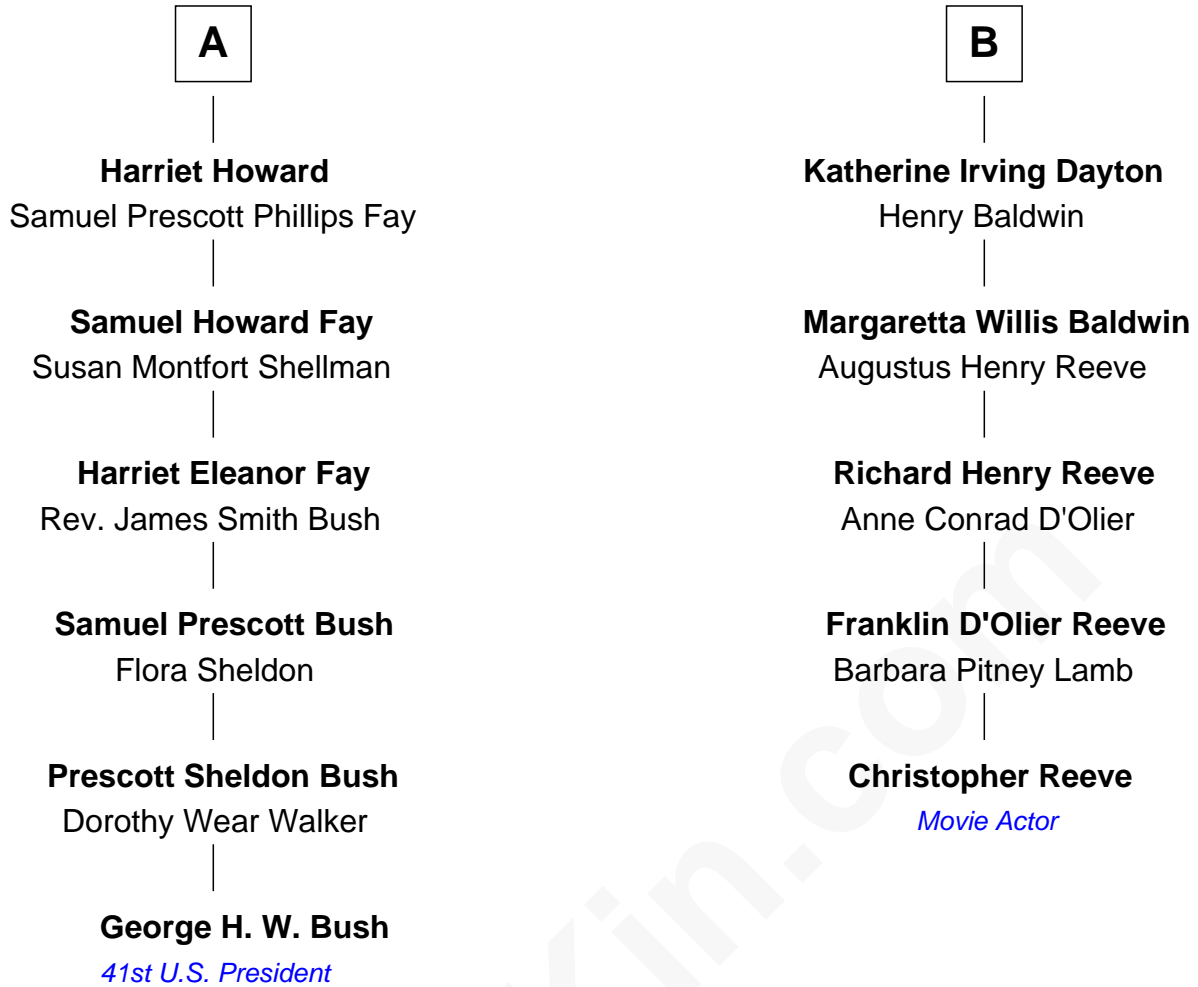 A
Harriet Howard
Samuel Prescott Phillips Fay
Samuel Howard Fay
Susan Montfort Shellman
Harriet Eleanor Fay
Rev. James Smith Bush
Samuel Prescott Bush
Flora Sheldon
Prescott Sheldon Bush
Dorothy Wear Walker
George H. W. Bush
41st U.S. President
B
Katherine Irving Dayton
Henry Baldwin
Margaretta Willis Baldwin
Augustus Henry Reeve
Richard Henry Reeve
Anne Conrad D'Olier
Franklin D'Olier Reeve
Barbara Pitney Lamb
Christopher Reeve
Movie Actor
Kin.com